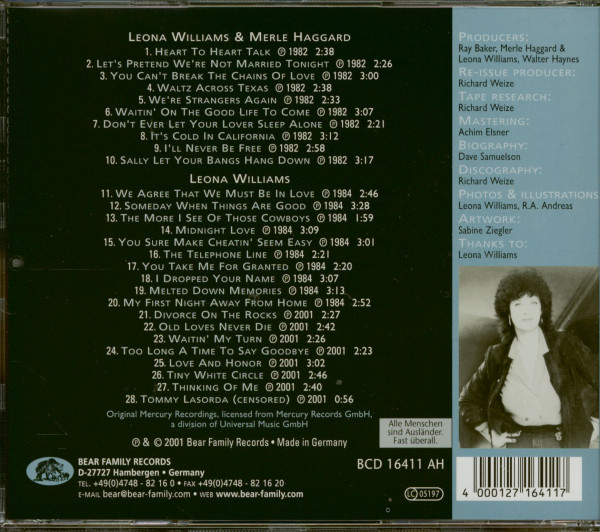 Leona Williams & Merle Haggard
1. Heart To Heart Talk ℗ 1982 2:38
2. Let's Pretend We're Not Married Tonight ℗ 1982 2:26
3. You Can't Break The Chains Of Love ℗ 1982 3:00
4. Waltz Across Texas ℗ 1982 2:38
5. We're Strangers Again ℗ 1982 2:33
6. Waitin' On The Good Life To Come ℗ 1982 3:07
7. Don't Ever Let Your Lover Sleep Alone ℗ 1982 2:21
8. It's Cold In California ℗ 1982 3:12
9. I'll Never Be Free ℗ 1982 2:58
10. Sally Let Your Bangs Hang Down ℗ 1982 3:17
Leona Williams
11. We Agree That We Must Be In Love ℗ 1984 2:46
12. Someday When Things Are Good ℗ 1984 3:28
13. The More I See Of Those Cowboys ℗ 1984 1:59
14. Midnight Love ℗ 1984 3:09
15. You Sure Make Cheatin' Seem Easy ℗ 1984 3:01
16. The Telephone Line ℗ 1984 2:21
17. You Take Me For Granted ℗ 1984 2:20
18. I Dropped Your Name ℗ 1984 3:07
19. Melted Down Memories ℗ 1984 3:13
20. My First Night Away From Home ℗ 1984 2:52
21. Divorce On The Rocks ℗ 2001 2:27
22. Old Loves Never Die ℗ 2001 2:42
23. Waitin' My Turn ℗ 2001 2:26
24. Too Long A Time To Say Goodbye ℗ 2001 2:23
25. Love And Honor ℗ 2001 3:02
26. Tiny White Circle ℗ 2001 2:46
27. Thinking Of Me ℗ 2001 2:40
28. Tommy Lasorda (censored) ℗ 2001 0:56
Original Mercury Recordings, licensed from Mercury Records GmbH,
a division of Universal Music GmbH
℗ & © 2001 Bear Family Records • Made in Germany
Alle Menschen
sind Ausländer.
Fast überall.
BEAR FAMILY RECORDS
D-27727 Hambergen • Germany
TEL. +49(0)4748 - 82 16 0 • FAX +49(0)4748 - 82 16 20
E-MAIL bear@bear-family.com • WEB www.bear-family.com
BCD 16411 AH
LC 05197
Producers:
Ray Baker, Merle Haggard &
Leona Williams, Walter Haynes
Re-issue producer:
Richard Weize
Tape research:
Richard Weize
Mastering:
Achim Elsner
Biography:
Dave Samuelson
Discography:
Richard Weize
Photos & illustrations
Leona Williams, R.A. Andreas
Artwork:
Sabine Ziegler
Thanks to:
Leona Williams
4 000127 164117